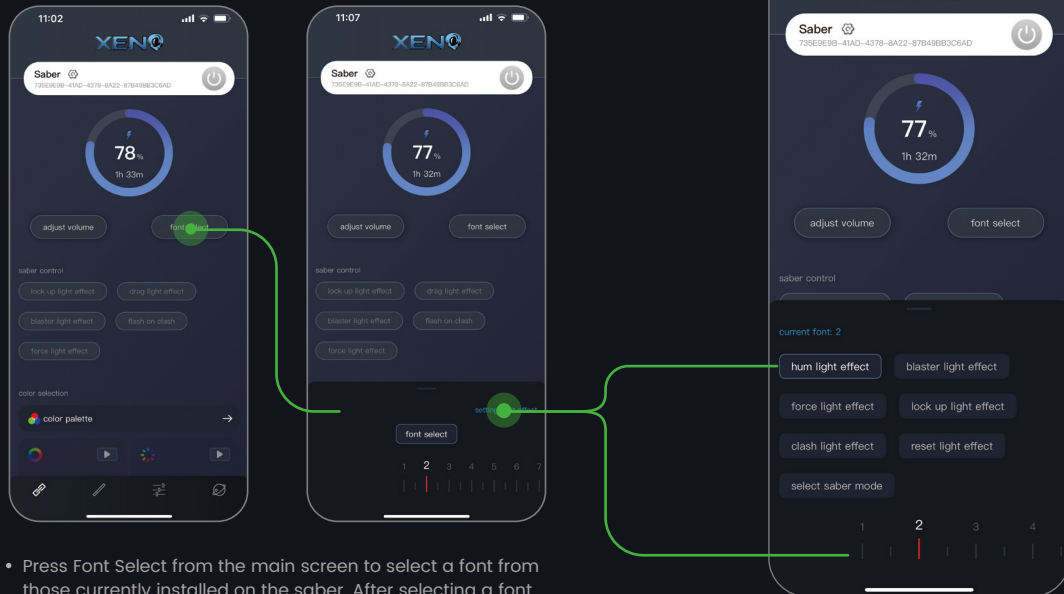 11:02
XENO
Saber
735E9E9B-41AD-4378-8A22-87B49BB3C6AD
78%
1h 33m
adjust volume
font select
saber control
lock up light effect
drag light effect
blaster light effect
flash on clash
force light effect
color selection
color palette
11:07
XENO
Saber
735E9E9B-41AD-4378-8A22-87B49BB3C6AD
77%
1h 32m
adjust volume
font select
saber control
lock up light effect
drag light effect
blaster light effect
flash on clash
force light effect
setting
effect
font select
1 2 3 4 5 6 7
Saber
735E9E9B-41AD-4378-8A22-87B49BB3C6AD
77%
1h 32m
adjust volume
font select
saber control
current font: 2
hum light effect
blaster light effect
force light effect
lock up light effect
clash light effect
reset light effect
select saber mode
1 2 3 4
• Press Font Select from the main screen to select a font from
those currently installed on the saber. After selecting a font